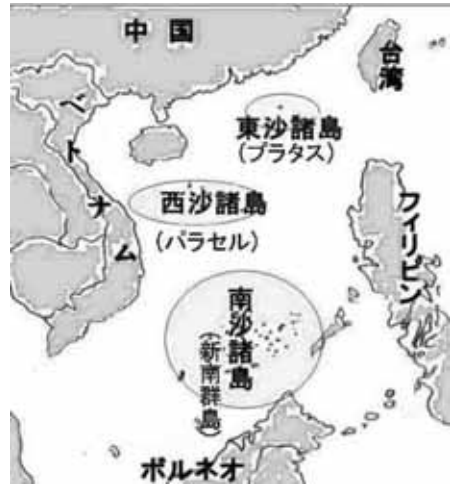 中国
台湾
ベトナム
東沙諸島
(プラタス)
西沙諸島
(パラセル)
フィリピン
南沙諸島
(新南群島)
ボルネオ